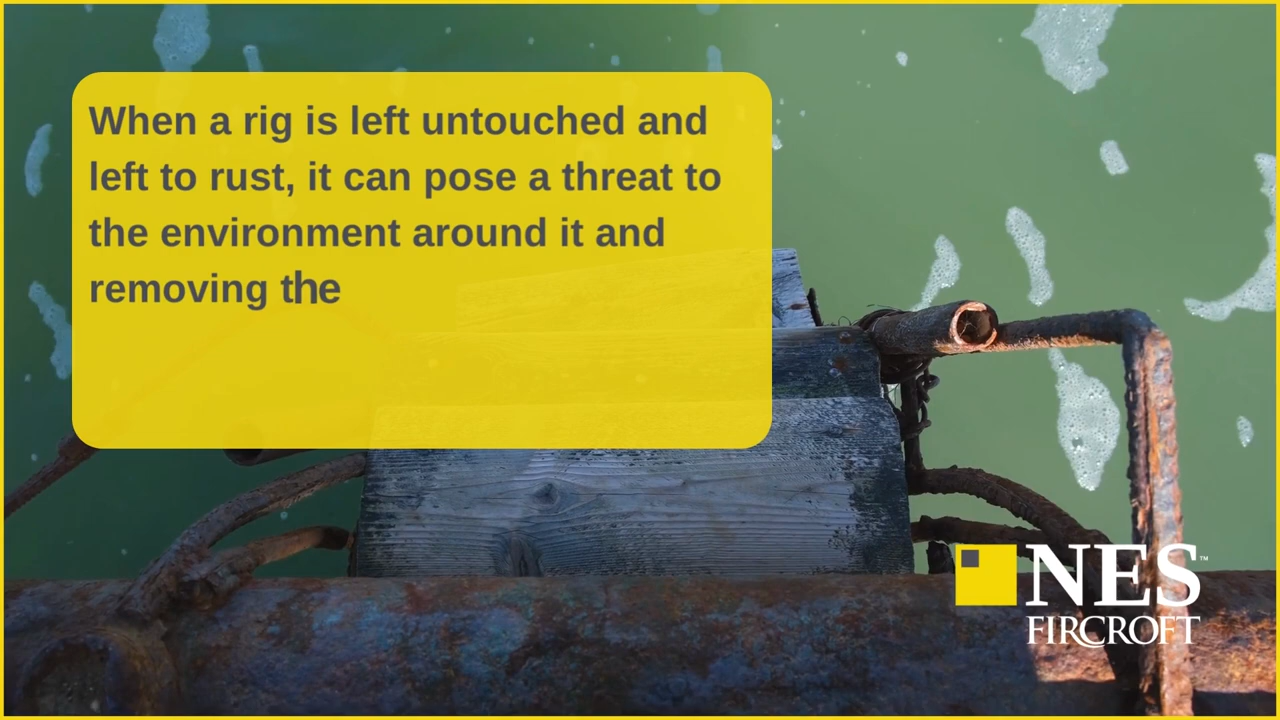 When a rig is left untouched and
left to rust, it can pose a threat to
the environment around it and
removing the
NES™
FIRCROFT